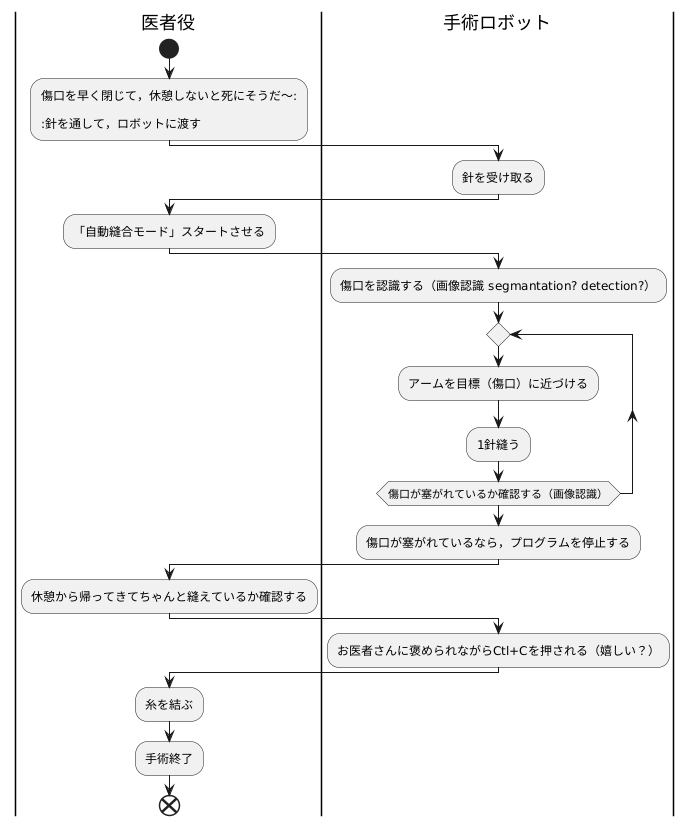 医者役
手術ロボット
傷口を早く閉じて，休憩しないと死にそうだ～:
:針を通して，ロボットに渡す
針を受け取る
「自動縫合モード」スタートさせる
傷口を認識する（画像認識 segmantation? detection?）
アームを目標（傷口）に近づける
1針縫う
傷口が塞がれているか確認する（画像認識）
傷口が塞がれているなら，プログラムを停止する
休憩から帰ってきてちゃんと縫えているか確認する
お医者さんに褒められながらCtl+Cを押される（嬉しい？）
糸を結ぶ
手術終了